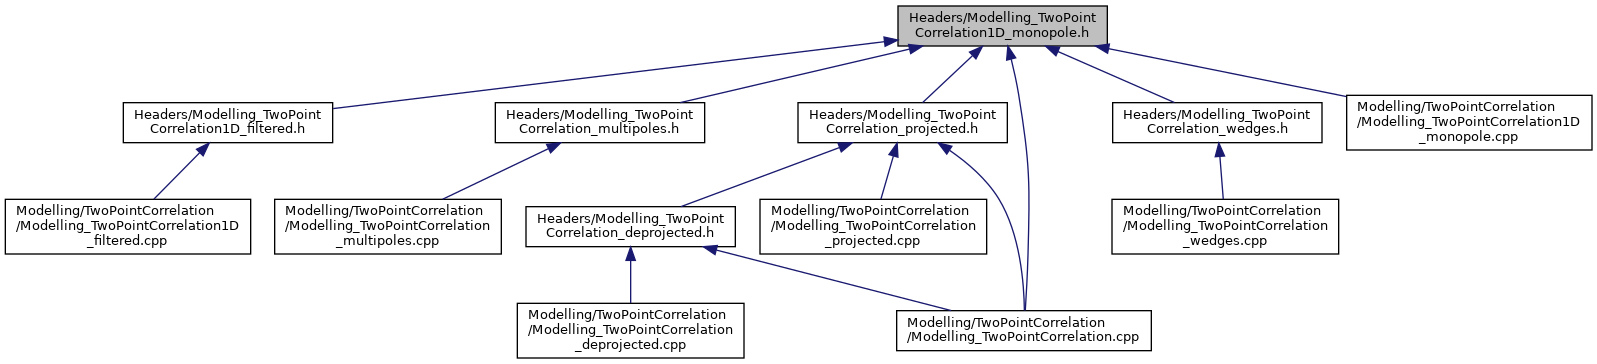 Headers/Modelling_TwoPoint
Correlation1D_monopole.h
Headers/Modelling_TwoPoint
Correlation1D_filtered.h
Headers/Modelling_TwoPoint
Correlation_multipoles.h
Headers/Modelling_TwoPoint
Correlation_projected.h
Headers/Modelling_TwoPoint
Correlation_wedges.h
Modelling/TwoPointCorrelation
/Modelling_TwoPointCorrelation1D
_monopole.cpp
Modelling/TwoPointCorrelation
/Modelling_TwoPointCorrelation1D
_filtered.cpp
Modelling/TwoPointCorrelation
/Modelling_TwoPointCorrelation
_multipoles.cpp
Headers/Modelling_TwoPoint
Correlation_deprojected.h
Modelling/TwoPointCorrelation
/Modelling_TwoPointCorrelation
_projected.cpp
Modelling/TwoPointCorrelation
/Modelling_TwoPointCorrelation
_wedges.cpp
Modelling/TwoPointCorrelation
/Modelling_TwoPointCorrelation
_deprojected.cpp
Modelling/TwoPointCorrelation
/Modelling_TwoPointCorrelation.cpp